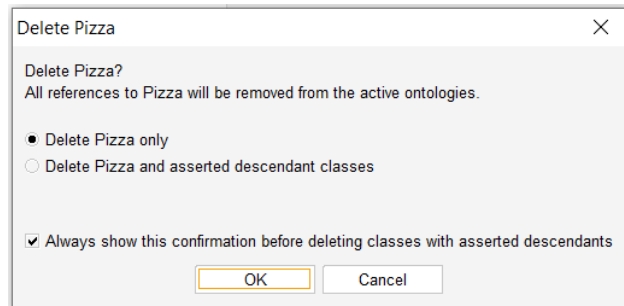 Delete Pizza
Delete Pizza?
All references to Pizza will be removed from the active ontologies.
Delete Pizza only
Delete Pizza and asserted descendant classes
Always show this confirmation before deleting classes with asserted descendants
OK
Cancel